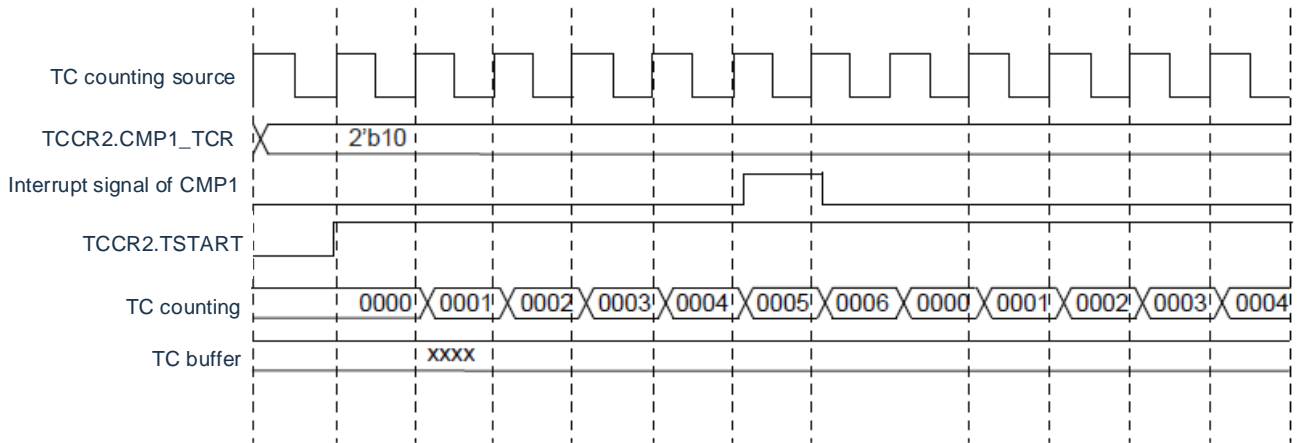 TC counting source
TCCR2.CMP1_TCR 2'b10
Interrupt signal of CMP1
TCCR2.TSTART
TC counting 0000 0001 0002 0003 0004 0005 0006 0000 0001 0002 0003 0004
TC buffer xxxx